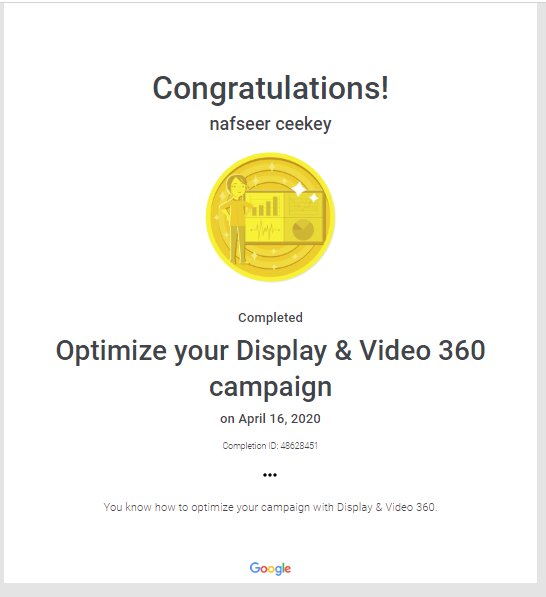 Congratulations!
nafseer ceekey
Completed
Optimize your Display & Video 360
campaign
on April 16, 2020
Completion ID: 48628451
...
You know how to optimize your campaign with Display & Video 360.
Google